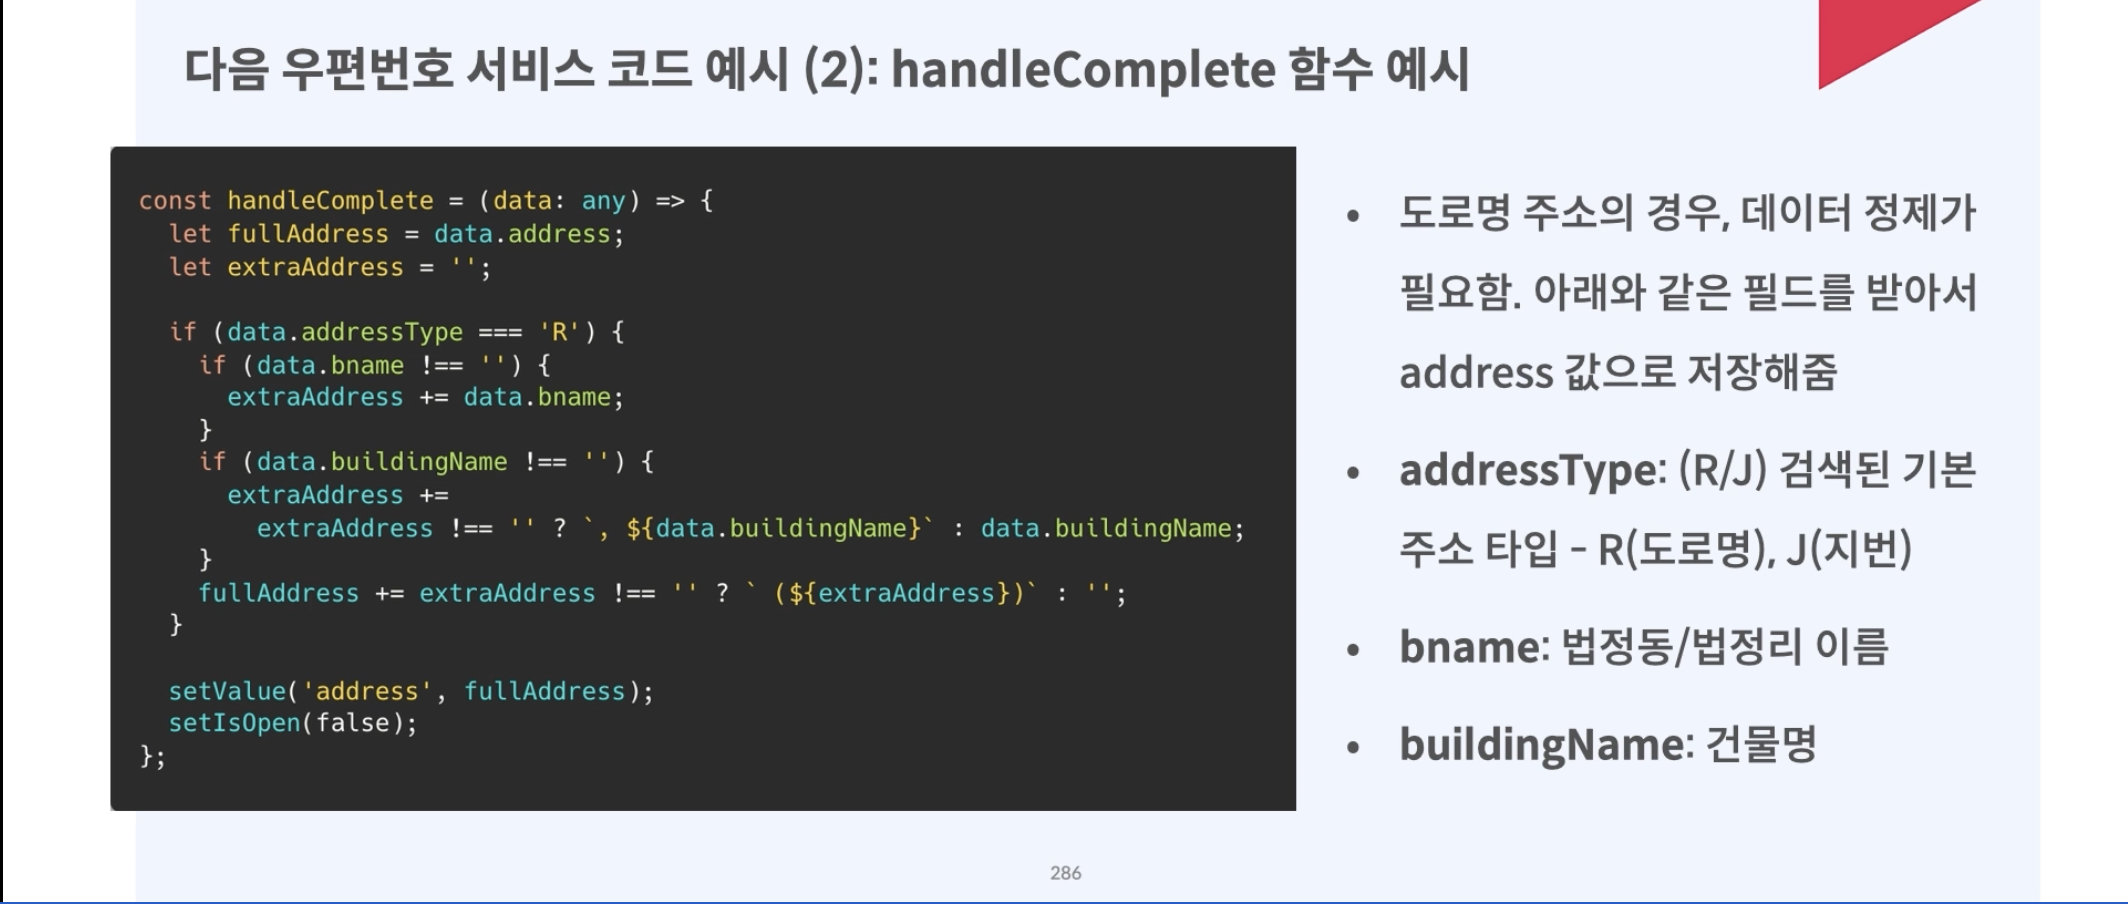 다음 우편번호 서비스 코드 예시 (2): handleComplete 함수 예시
const handleComplete = (data: any) => {
  let fullAddress = data.address;
  let extraAddress = '';
  if (data.addressType === 'R') {
    if (data.bname !== '') {
      extraAddress += data.bname;
    }
    if (data.buildingName !== '') {
      extraAddress +=
        extraAddress !== '' ? `, ${data.buildingName}` : data.buildingName;
    }
    fullAddress += extraAddress !== '' ? ` (${extraAddress})` : '';
  }
  setValue('address', fullAddress);
  setIsOpen(false);
};
• 도로명 주소의 경우, 데이터 정제가
필요함. 아래와 같은 필드를 받아서
address 값으로 저장해줌
• addressType: (R/J) 검색된 기본
주소 타입 - R(도로명), J(지번)
• bname: 법정동/법정리 이름
• buildingName: 건물명
286